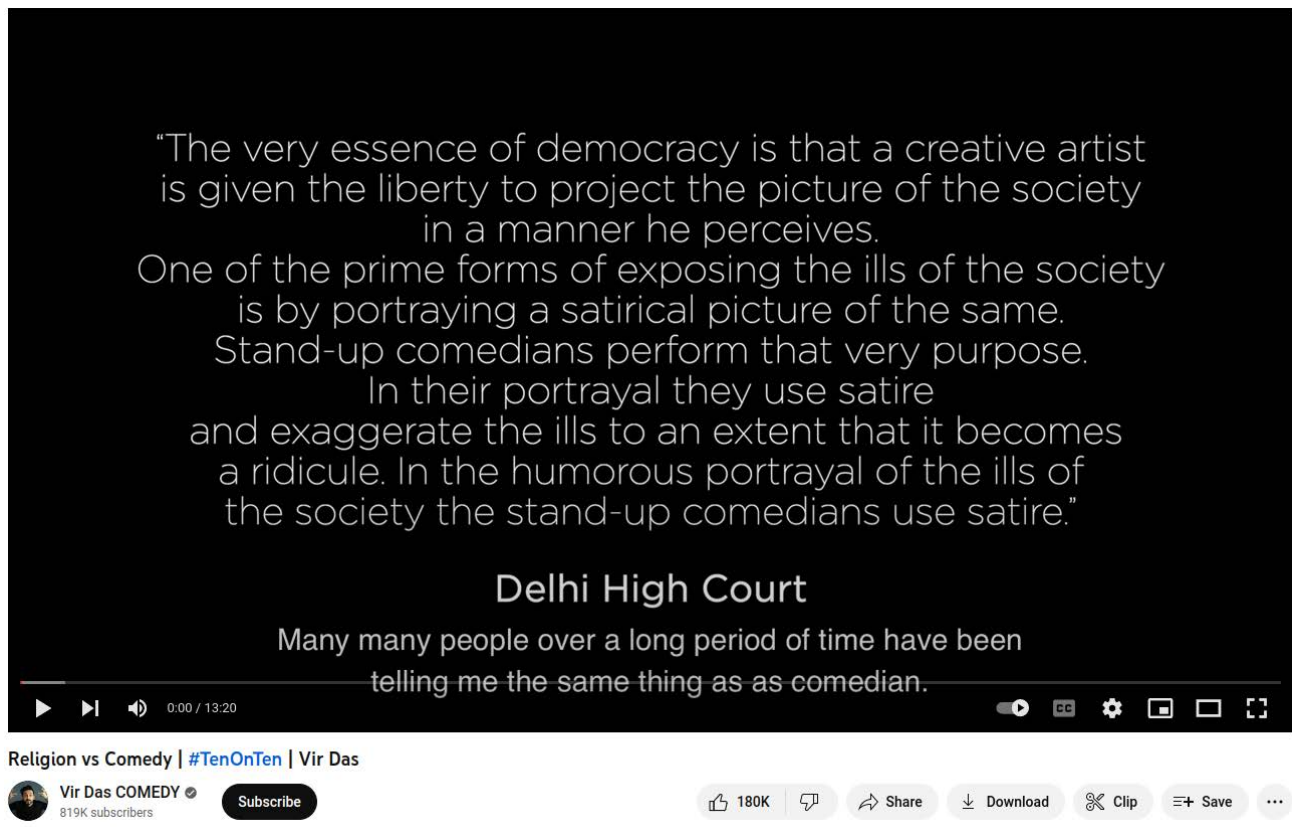 “The very essence of democracy is that a creative artist
is given the liberty to project the picture of the society
in a manner he perceives.
One of the prime forms of exposing the ills of the society
is by portraying a satirical picture of the same.
Stand-up comedians perform that very purpose.
In their portrayal they use satire
and exaggerate the ills to an extent that it becomes
a ridicule. In the humorous portrayal of the ills of
the society the stand-up comedians use satire.”
Delhi High Court
Many many people over a long period of time have been
telling me the same thing as as comedian.
0:00 / 13:20
CC
Religion vs Comedy | #TenOnTen | Vir Das
Vir Das COMEDY
819K subscribers
Subscribe
180K
Share
Download
Clip
Save